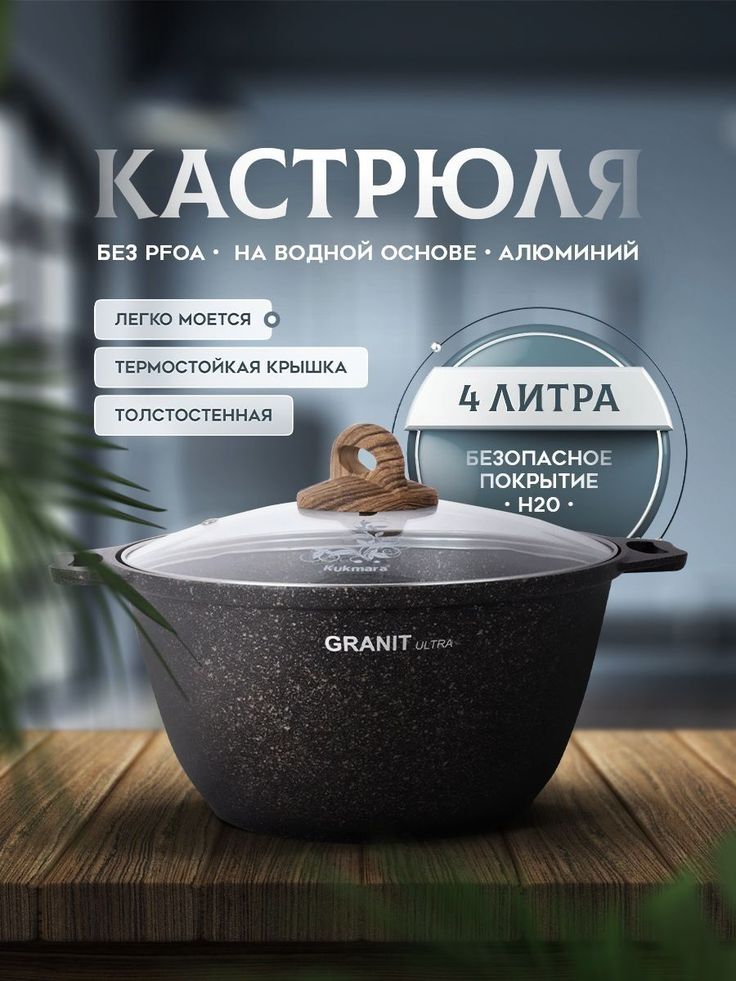 КАСТРЮЛЯ
БЕЗ PFOA • НА ВОДНОЙ ОСНОВЕ • АЛЮМИНИЙ
ЛЕГКО МОЕТСЯ
ТЕРМОСТОЙКАЯ КРЫШКА
ТОЛСТОСТЕННАЯ
4 ЛИТРА
БЕЗОПАСНОЕ
ПОКРЫТИЕ
• H20 •
Kukmara
GRANIT ULTRA